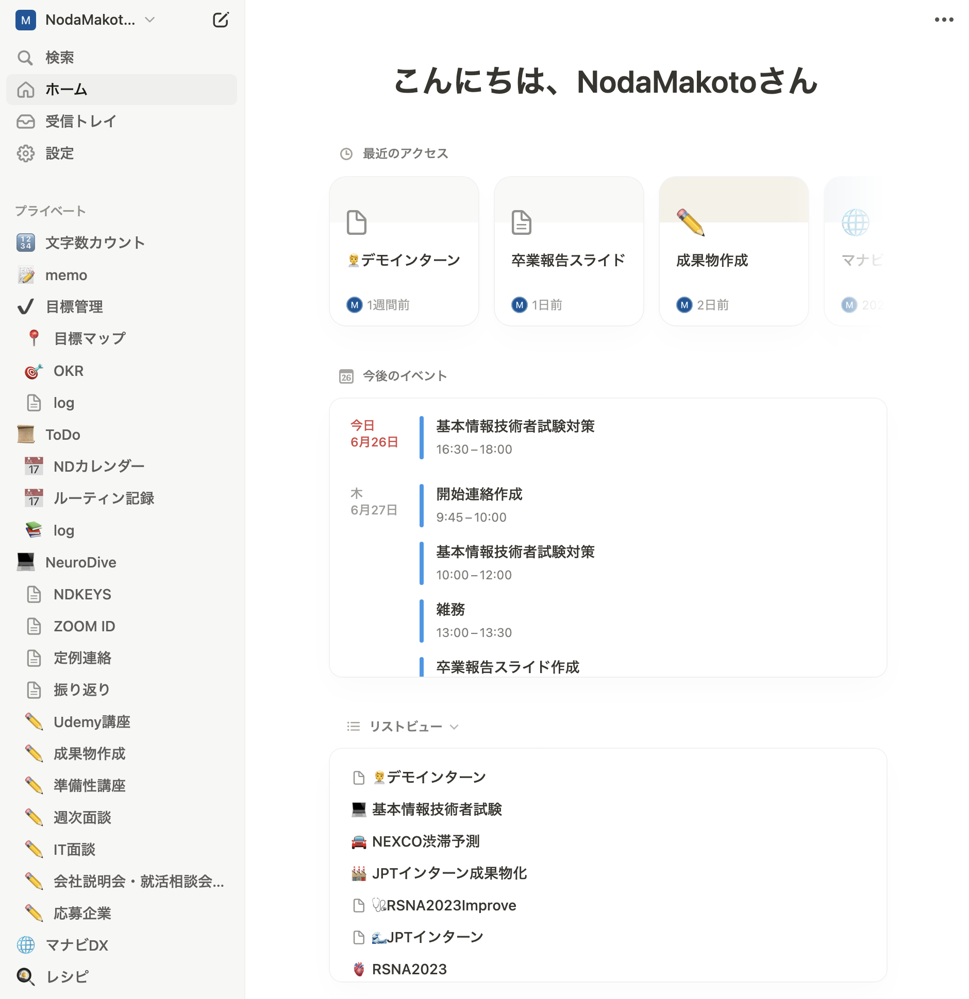 M NodaMakot...
検索
ホーム
受信トレイ
設定
プライベート
文字数カウント
memo
目標管理
目標マップ
OKR
log
ToDo
NDカレンダー
ルーティン記録
log
NeuroDive
NDKEYS
ZOOM ID
定例連絡
振り返り
Udemy講座
成果物作成
準備性講座
週次面談
IT面談
会社説明会・就活相談会...
応募企業
マナビDX
レシピ
こんにちは、NodaMakotoさん
最近のアクセス
デモインターン
M 1週間前
卒業報告スライド
M 1日前
成果物作成
M 2日前
マナビ
M 202
26 今後のイベント
今日
6月26日
基本情報技術者試験対策
16:30–18:00
木
6月27日
開始連絡作成
9:45–10:00
基本情報技術者試験対策
10:00–12:00
雑務
13:00–13:30
卒業報告スライド作成
リストビュー
デモインターン
基本情報技術者試験
NEXCO渋滞予測
JPTインターン成果物化
RSNA2023Improve
JPTインターン
RSNA2023